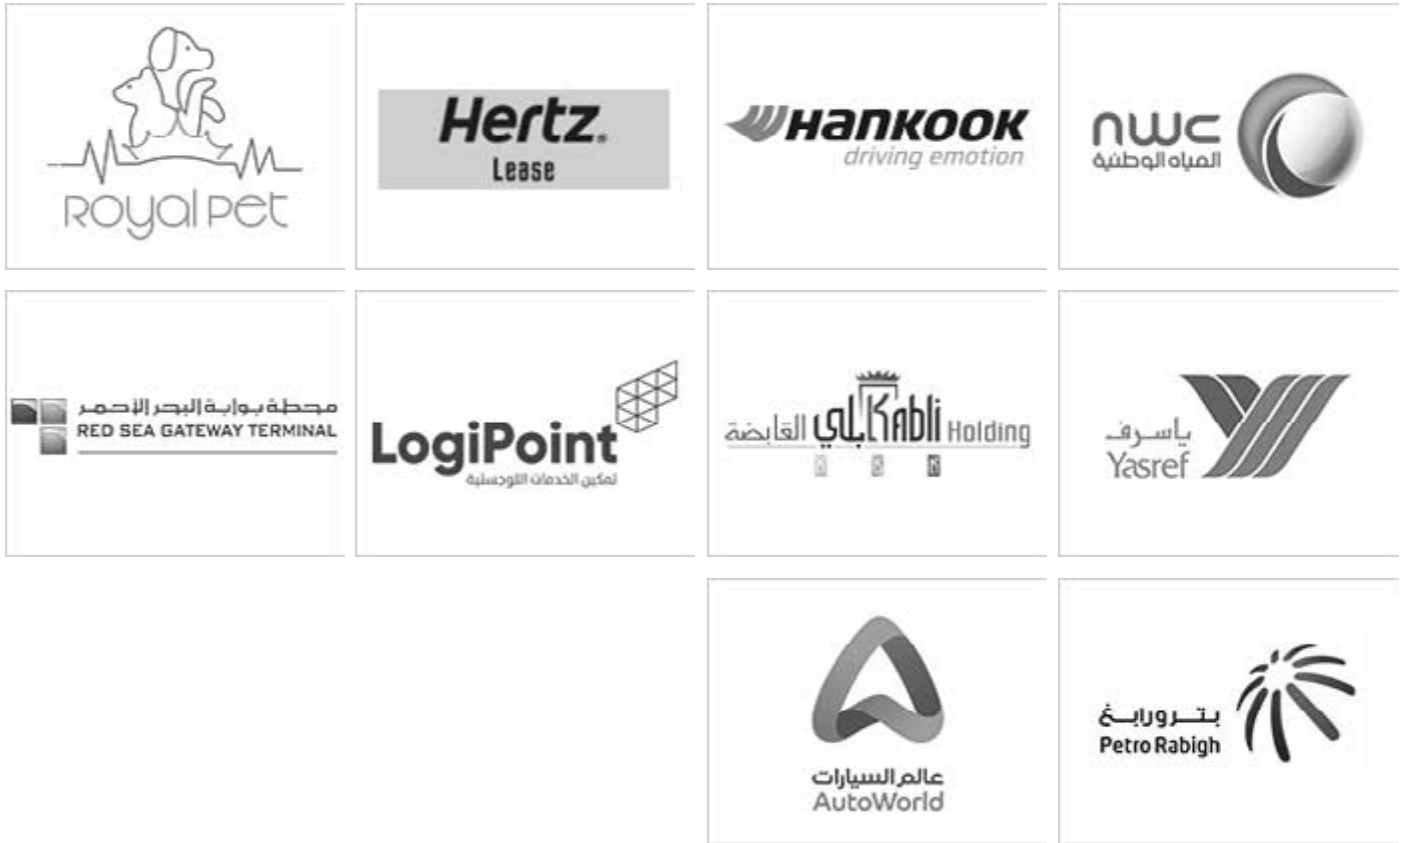 Royal Pet
Hertz.
Lease
HANKOOK
driving emotion
nwc
المياه الوطنية
محطة بوابة البحر الأحمر
RED SEA GATEWAY TERMINAL
LogiPoint
تمكين الخدمات اللوجستية
القابضة كابلي Kabli Holding
ياسرف
Yasref
عالم السيارات
AutoWorld
بترورابغ
Petro Rabigh